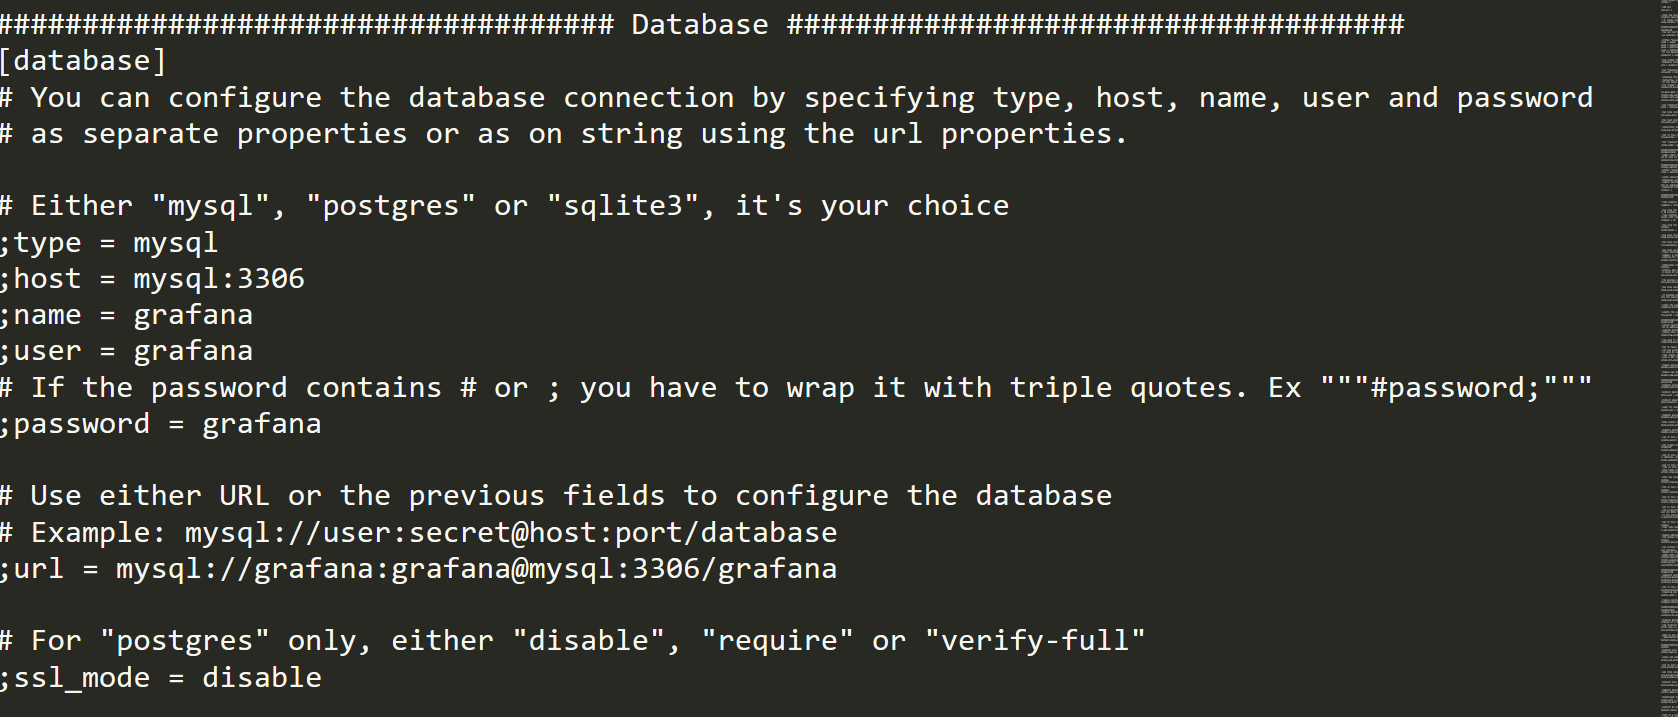 #################################### Database ####################################
[database]
# You can configure the database connection by specifying type, host, name, user and password
# as separate properties or as on string using the url properties.
# Either "mysql", "postgres" or "sqlite3", it's your choice
;type = mysql
;host = mysql:3306
;name = grafana
;user = grafana
# If the password contains # or ; you have to wrap it with triple quotes. Ex """#password;"""
;password = grafana
# Use either URL or the previous fields to configure the database
# Example: mysql://user:secret@host:port/database
;url = mysql://grafana:grafana@mysql:3306/grafana
# For "postgres" only, either "disable", "require" or "verify-full"
;ssl_mode = disable